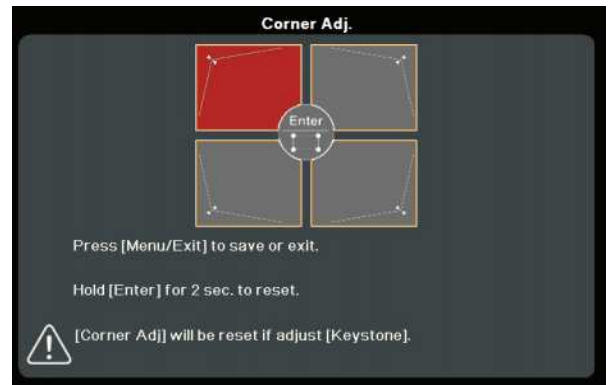 Corner Adj.
Enter
Press [Menu/Exit] to save or exit.
Hold [Enter] for 2 sec. to reset.
[Corner Adj] will be reset if adjust [Keystone].